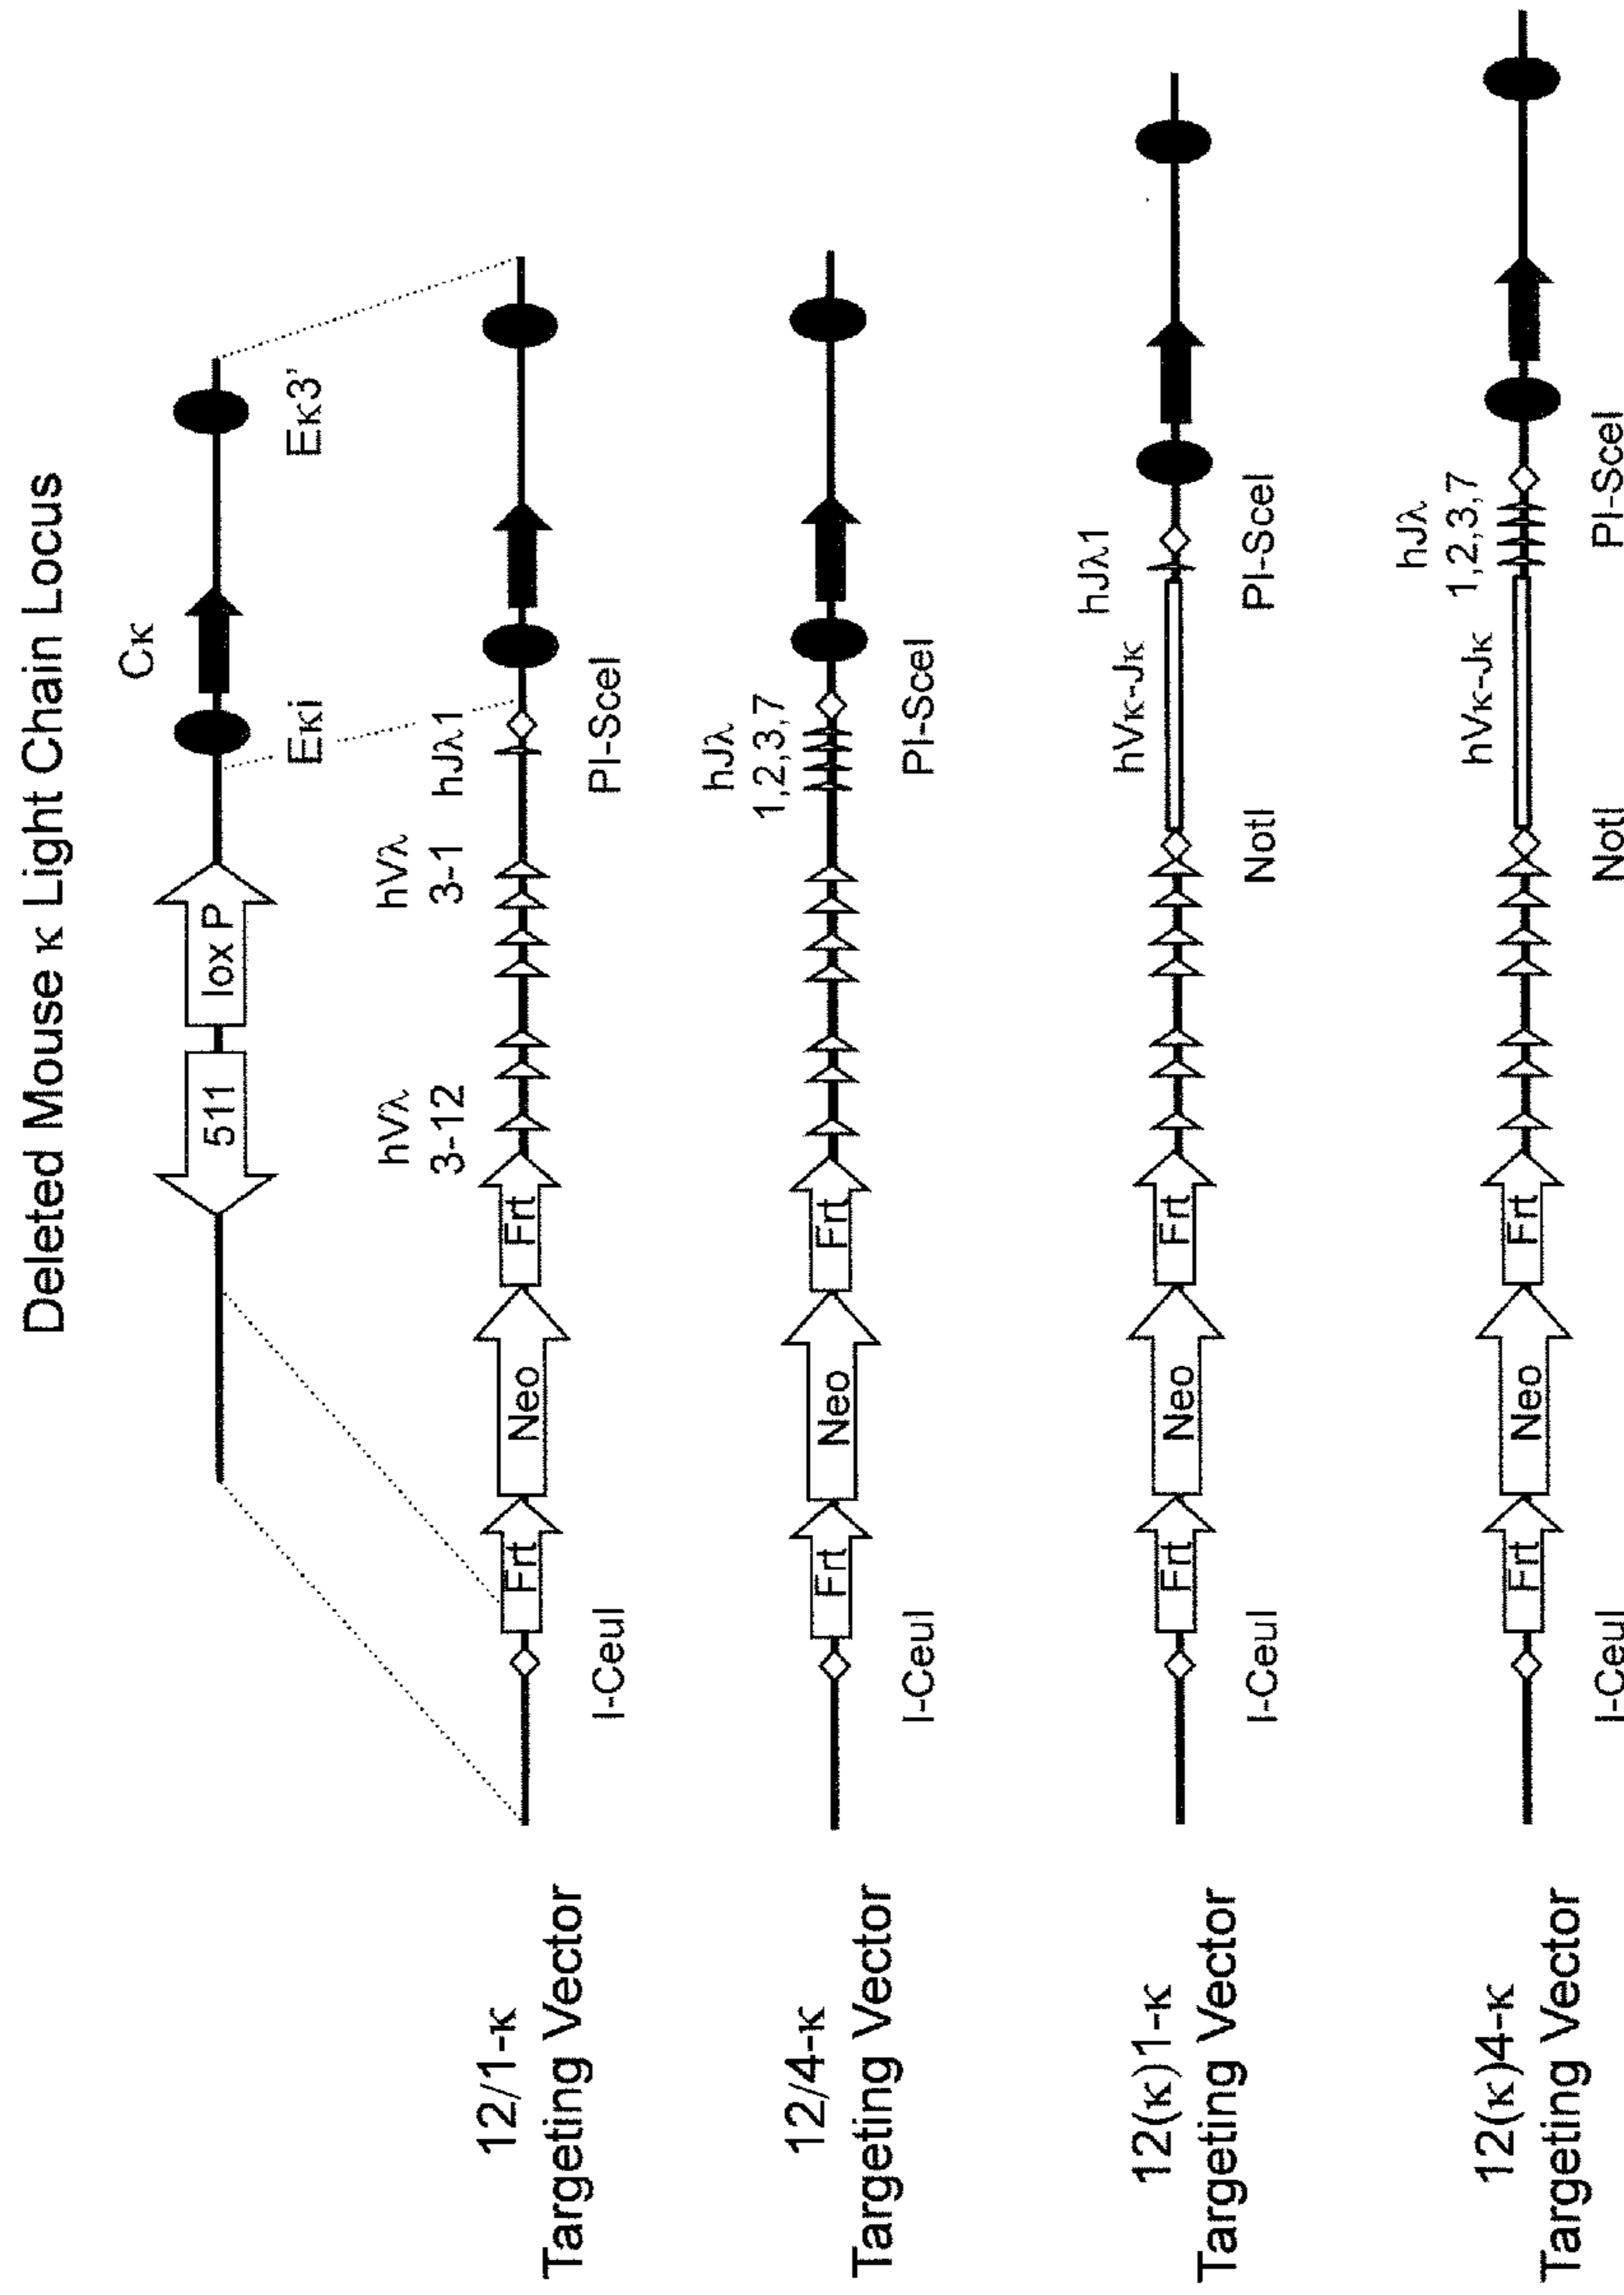 Deleted Mouse κ Light Chain Locus
511
lox P
Cκ
Eκi
Eκ3'
12/1-κ
Targeting Vector
I-CeuI
Frt
Neo
Frt
hVλ
3-12
hVλ
3-1
hJλ1
PI-SceI
12/4-κ
Targeting Vector
I-CeuI
Frt
Neo
Frt
hJλ
1,2,3,7
PI-SceI
12(κ)1-κ
Targeting Vector
I-CeuI
Frt
Neo
Frt
NotI
hVκ-Jκ
hJλ1
PI-SceI
12(κ)4-κ
Targeting Vector
I-CeuI
Frt
Neo
Frt
NotI
hVκ-Jκ
hJλ
1,2,3,7
PI-SceI